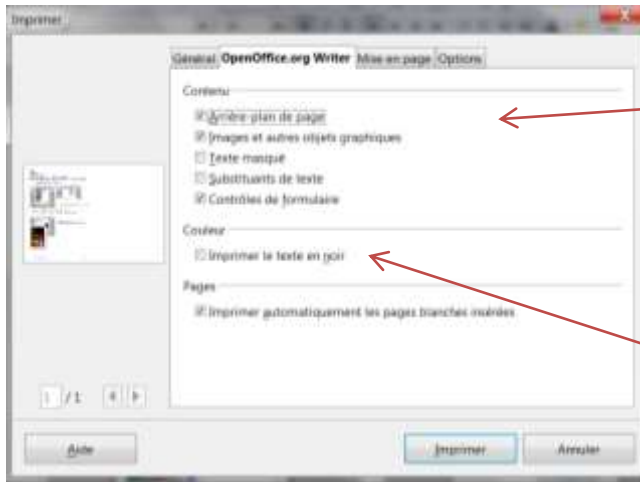 Imprimer
Général OpenOffice.org Writer Mise en page Options
Contenu
Arrière-plan de page
Images et autres objets graphiques
Texte masqué
Substituants de texte
Contrôles de formulaire
Couleur
Imprimer le texte en noir
Pages
Imprimer automatiquement les pages blanches insérées
1 / 1
Aide Imprimer Annuler